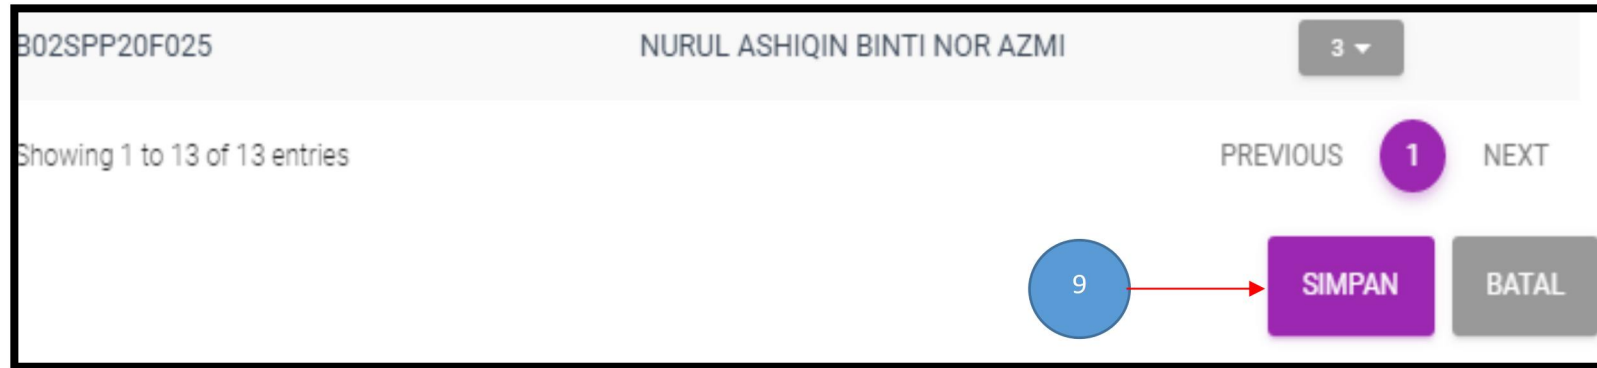 B02SPP20F025 NURUL ASHIQIN BINTI NOR AZMI 3
Showing 1 to 13 of 13 entries PREVIOUS 1 NEXT
9 SIMPAN BATAL